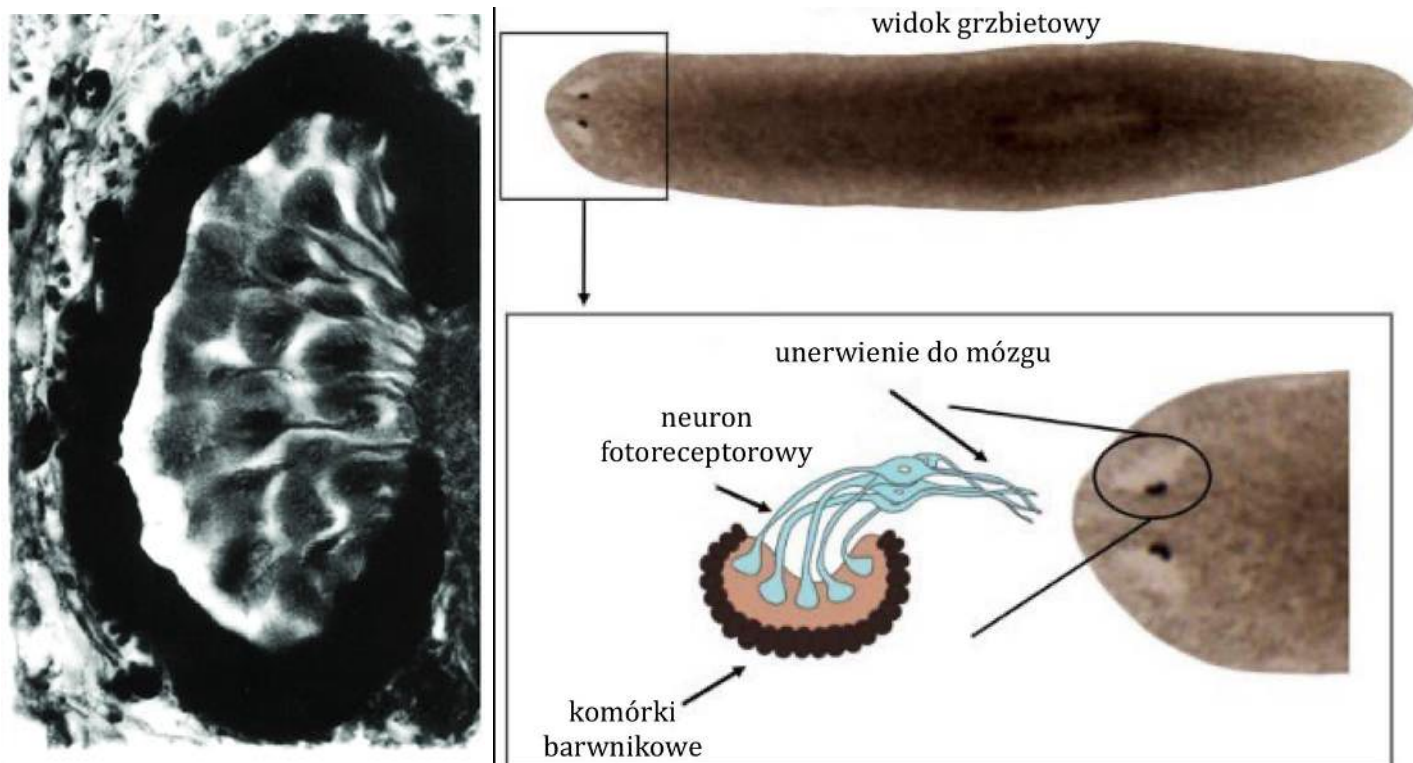 widok grzbietowy
unerwienie do mózgu
neuron
fotoreceptorowy
komórki
barwnikowe